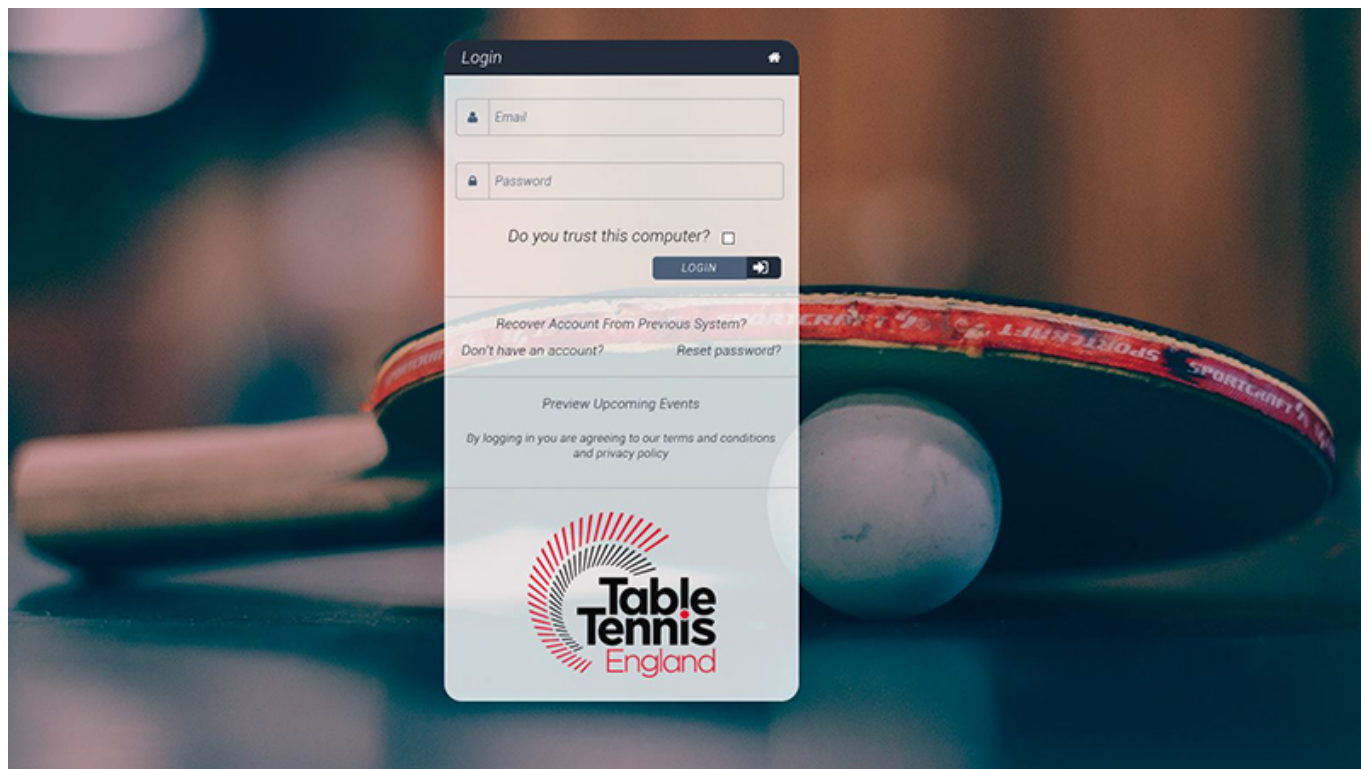 Login
Email
Password
Do you trust this computer?
LOGIN
Recover Account From Previous System?
Don't have an account?
Reset password?
Preview Upcoming Events
By logging in you are agreeing to our terms and conditions
and privacy policy
Table
Tennis
England
SPORTCRAFT
SPORTCRAFT
SPORTCRAFT